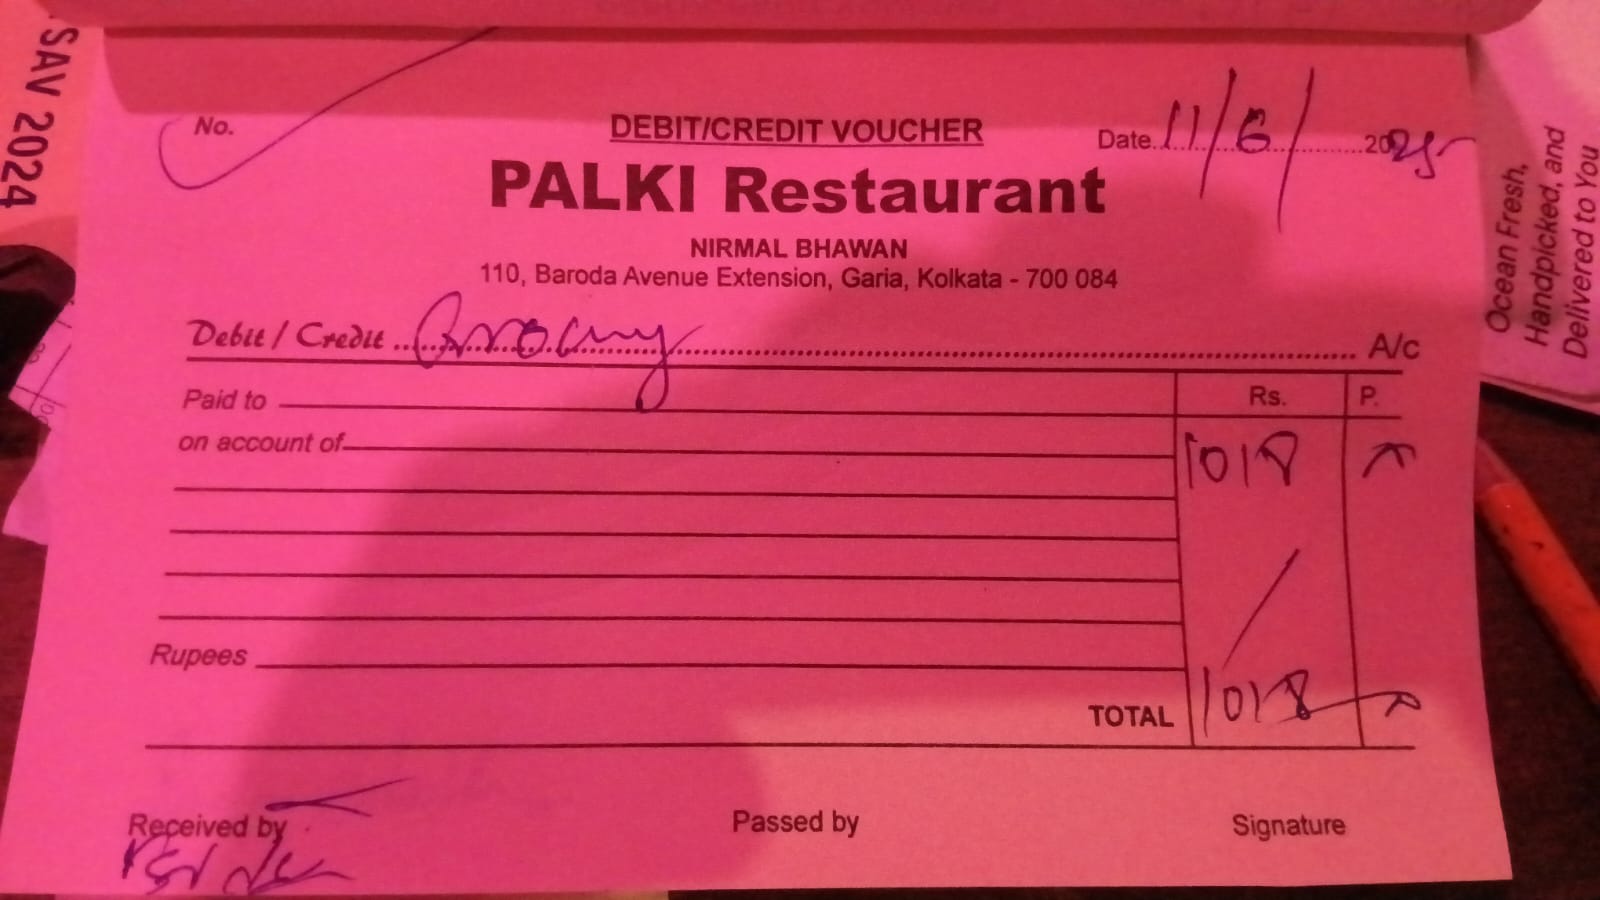 SAV 2024
No.
DEBIT/CREDIT VOUCHER
Date 11/6/ 2025
PALKI Restaurant
NIRMAL BHAWAN
110, Baroda Avenue Extension, Garia, Kolkata - 700 084
Debit / Credit A/c
Rs. P.
Paid to
on account of 1018
Rupees
TOTAL 1018
Received by Passed by Signature
Ocean Fresh,
Handpicked, and
Delivered to You